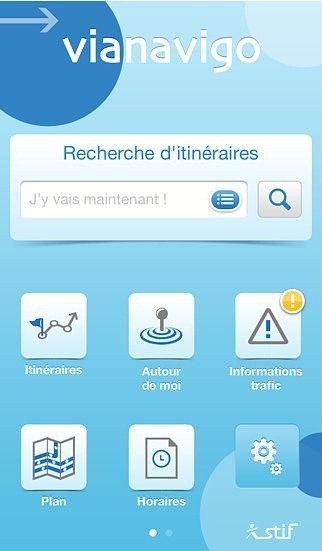 vianavigo
Recherche d'itinéraires
J'y vais maintenant !
Itinéraires
Autour
de moi
Informations
trafic
Plan
Horaires
stif